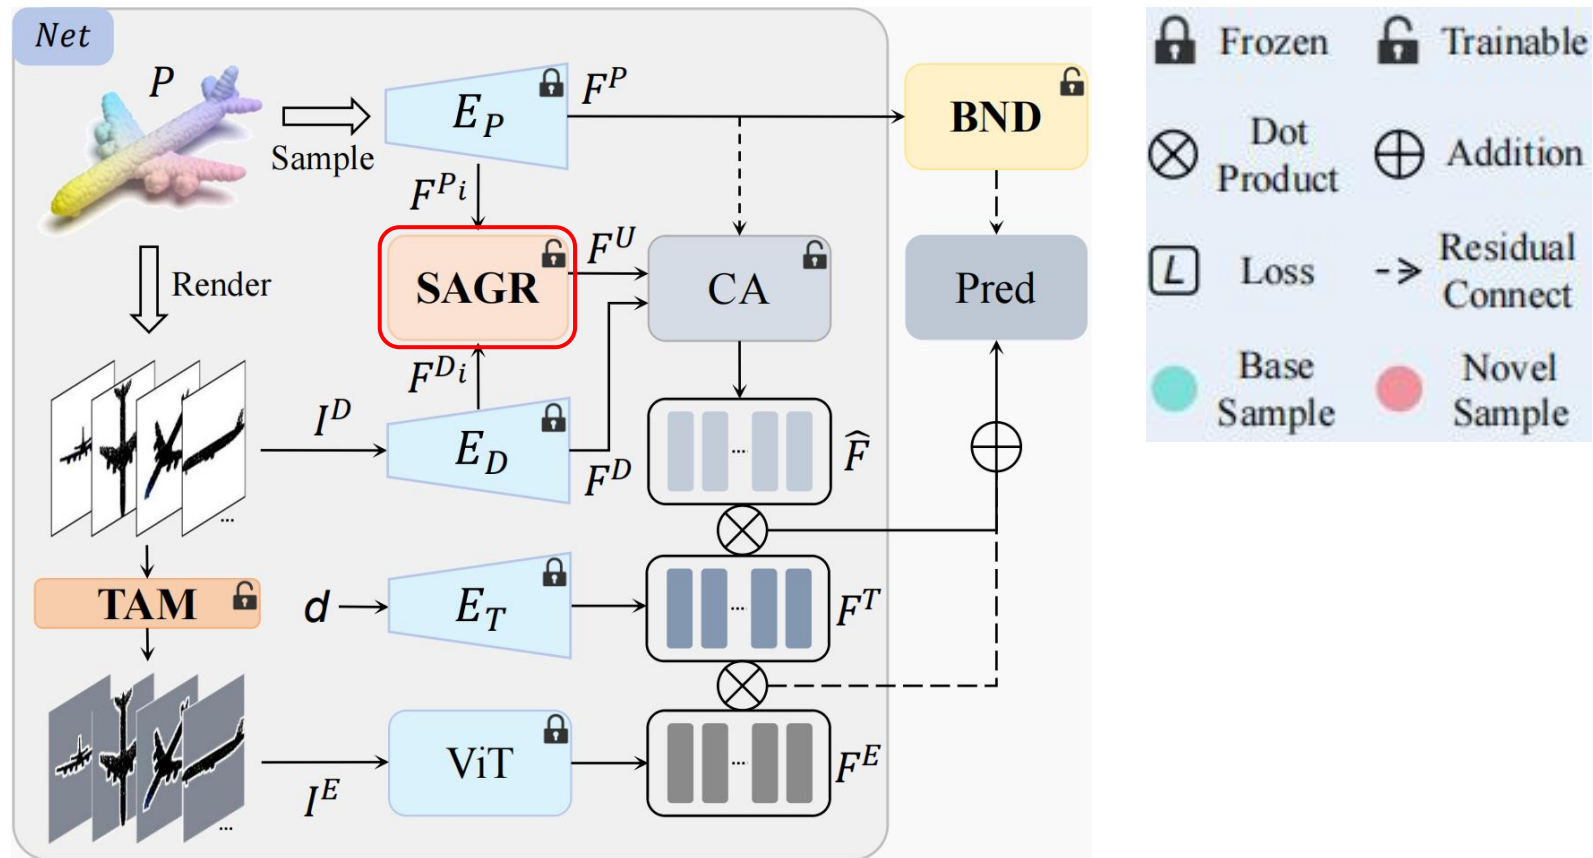 Net
P
Sample
E_P
F^P
BND
F^{P_i}
SAGR
F^U
CA
Pred
Render
F^{D_i}
I^D
E_D
F^D
...
F̂
...
TAM
d
E_T
...
F^T
I^E
ViT
...
F^E
...
Frozen
Trainable
Dot
Product
Addition
L
Loss
Residual
Connect
Base
Sample
Novel
Sample